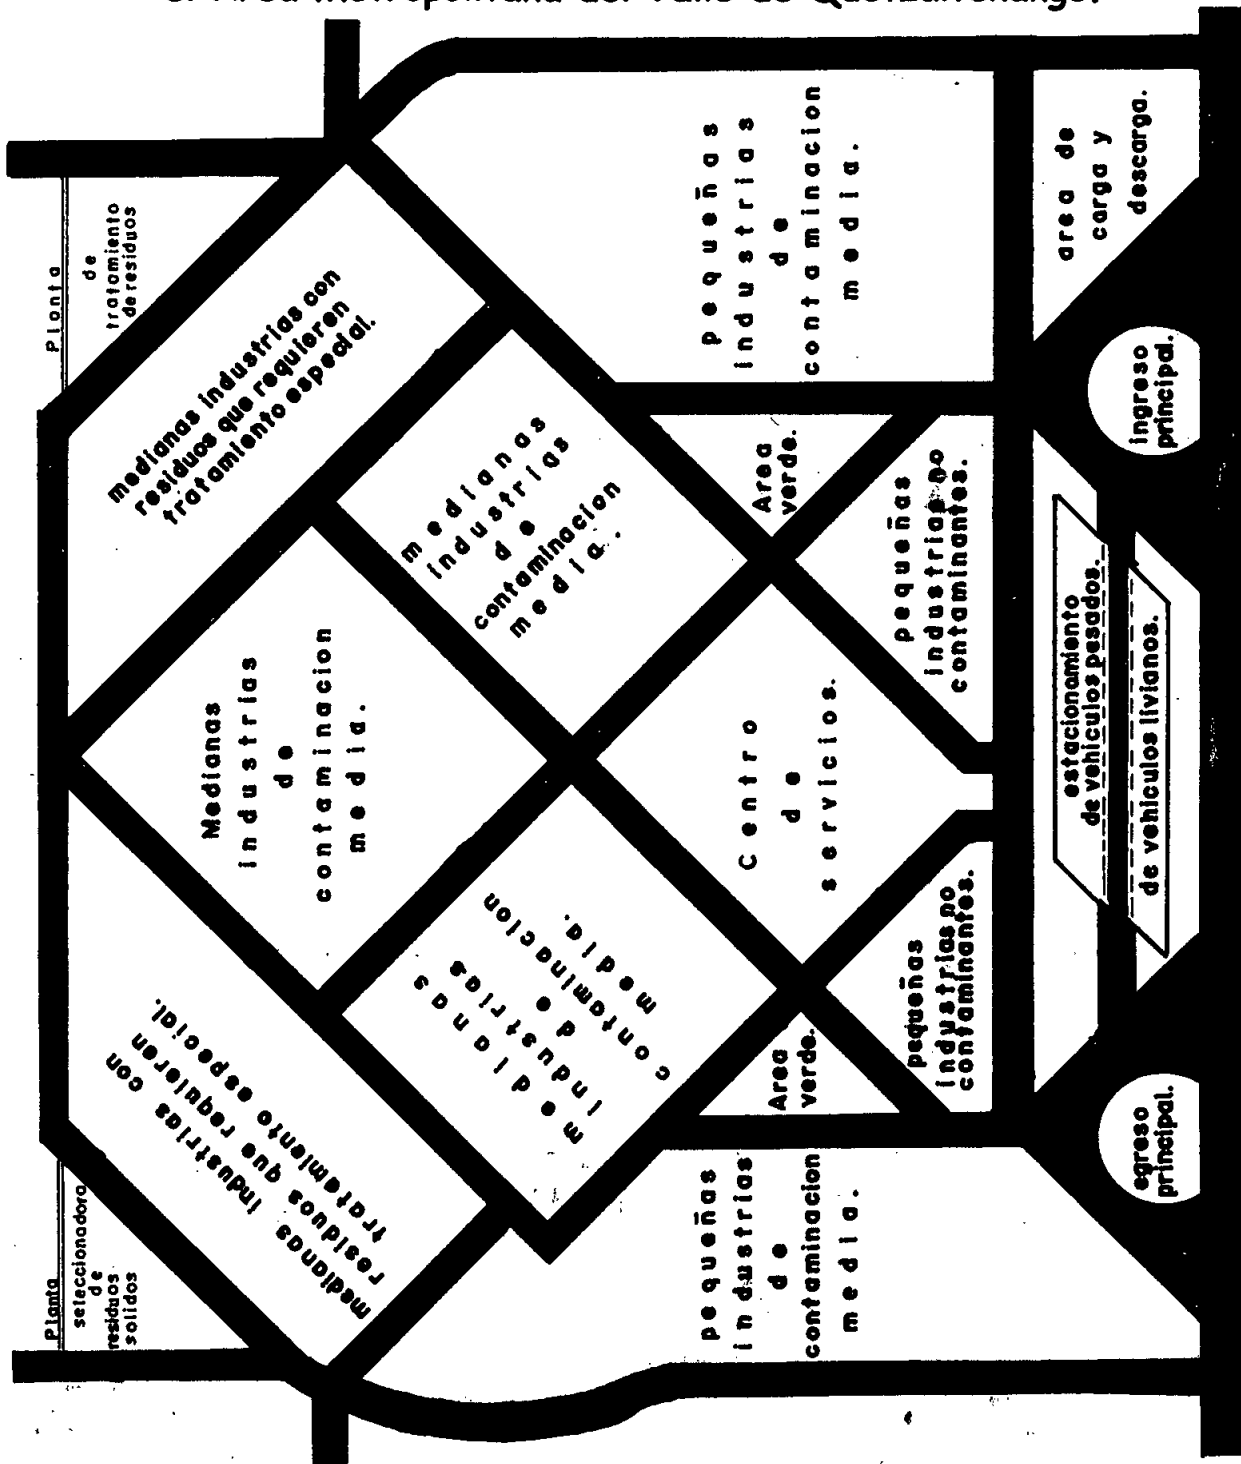 Planta
de
tratamiento
de residuos
medianas industrias con
residuos que requieren
tratamiento especial.
pequeñas
industrias
de
contaminacion
media.
area de
carga y
descarga.
medianas
industrias
de
contaminacion
media.
Area
verde.
pequeñas
industrias no
contaminantes.
ingreso
principal.
Medianas
industrias
de
contaminacion
media.
Centro
de
servicios.
estacionamiento
de vehiculos pesados.
de vehiculos livianos.
medianas
industrias
de
contaminacion
media.
Area
verde.
pequeñas
industrias no
contaminantes.
egreso
principal.
medianas industrias con
residuos que requieren
tratamiento especial.
Planta
seleccionadora
de
residuos
solidos
pequeñas
industrias
de
contaminacion
media.